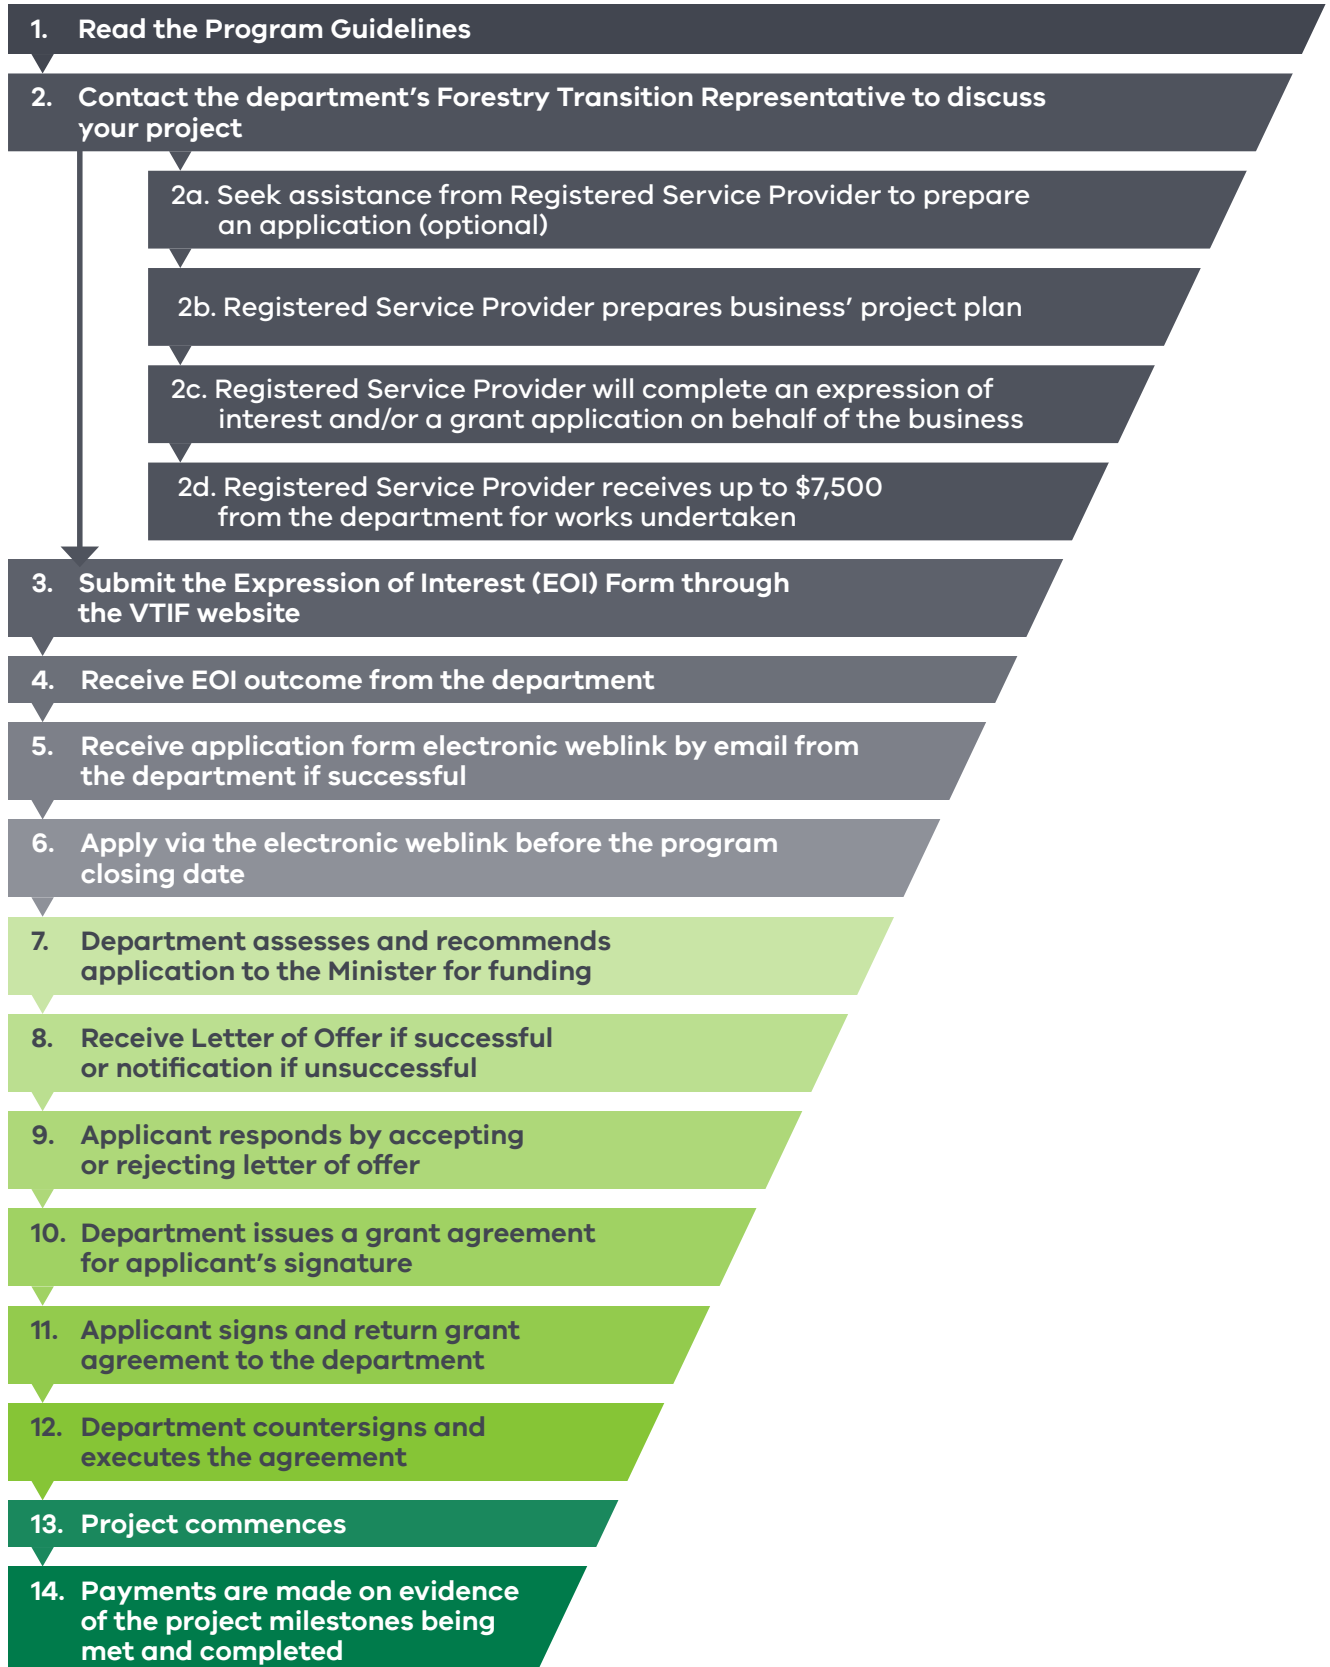 1. Read the Program Guidelines
2. Contact the department's Forestry Transition Representative to discuss
your project
2a. Seek assistance from Registered Service Provider to prepare
an application (optional)
2b. Registered Service Provider prepares business' project plan
2c. Registered Service Provider will complete an expression of
interest and/or a grant application on behalf of the business
2d. Registered Service Provider receives up to $7,500
from the department for works undertaken
3. Submit the Expression of Interest (EOI) Form through
the VTIF website
4. Receive EOI outcome from the department
5. Receive application form electronic weblink by email from
the department if successful
6. Apply via the electronic weblink before the program
closing date
7. Department assesses and recommends
application to the Minister for funding
8. Receive Letter of Offer if successful
or notification if unsuccessful
9. Applicant responds by accepting
or rejecting letter of offer
10. Department issues a grant agreement
for applicant's signature
11. Applicant signs and return grant
agreement to the department
12. Department countersigns and
executes the agreement
13. Project commences
14. Payments are made on evidence
of the project milestones being
met and completed